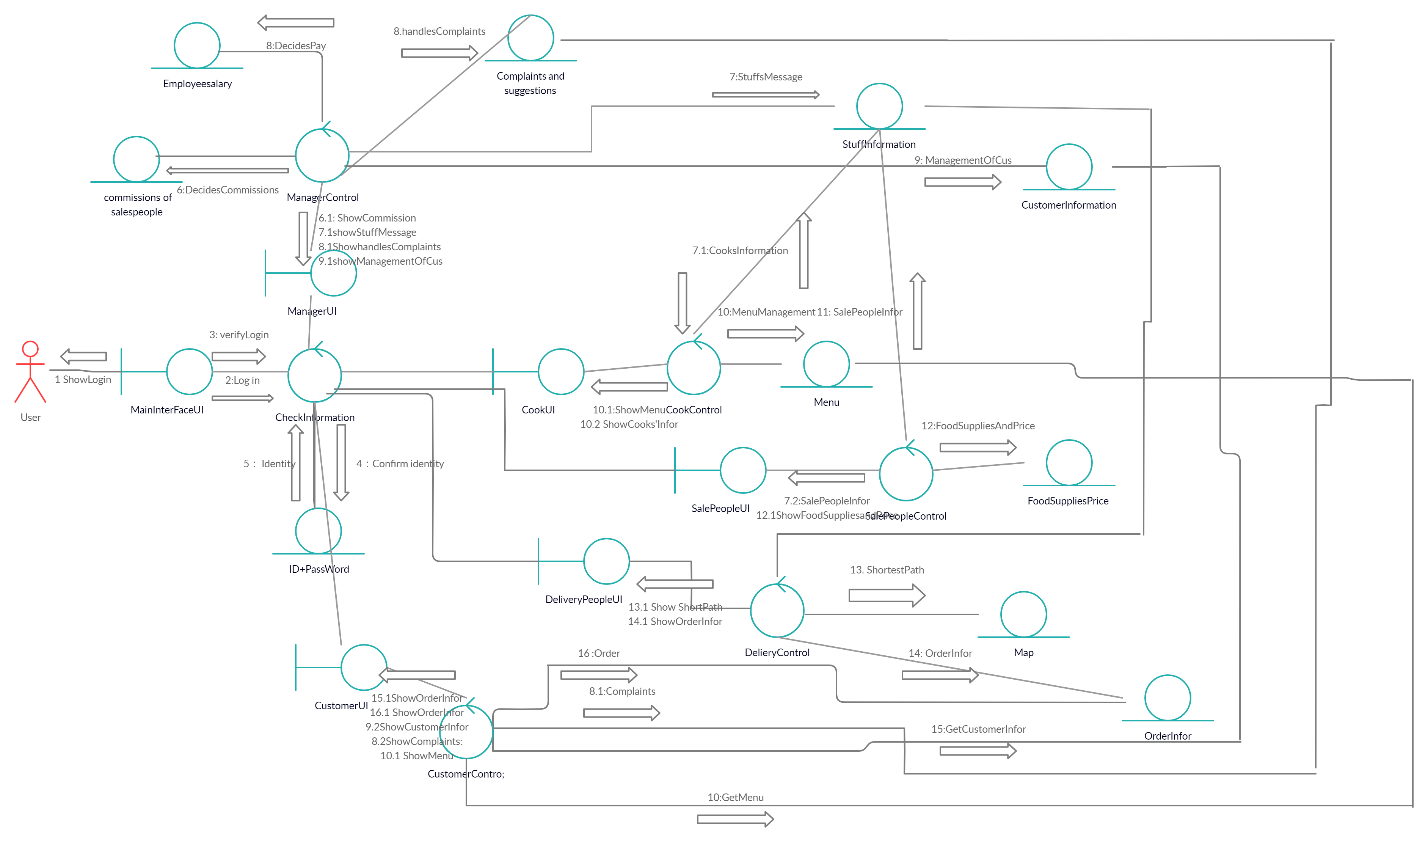 8:DecidesPay
8.handlesComplaints
Employeesalary
Complaints and
suggestions
7:StuffsMessage
StuffInformation
9: ManagementOfCus
6:DecidesCommissions
commissions of
salespeople
ManagerControl
CustomerInformation
6.1: ShowCommission
7.1showStuffMessage
8.1ShowhandlesComplaints
9.1showManagementOfCus
7.1:CooksInformation
ManagerUI
10:MenuManagement
11: SalePeopleInfor
3: verifyLogin
1 ShowLogin
2:Log in
User
MainInterFaceUI
CheckInformation
CookUI
10.1:ShowMenu
CookControl
10.2 ShowCooks'Infor
Menu
12:FoodSuppliesAndPrice
5： Identity
4：Confirm identity
7.2:SalePeopleInfor
SalePeopleUI
SalePeopleControl
FoodSuppliesPrice
ID+PassWord
13. ShortestPath
DeliveryPeopleUI
13.1 Show ShortPath
14.1 ShowOrderInfor
DelieryControl
Map
16 :Order
14: OrderInfor
8.1:Complaints
CustomerUI
15.1ShowOrderInfor
16.1 ShowOrderInfor
9.2ShowCustomerInfor
8.2ShowComplaints;
10.1 ShowMenu
15:GetCustomerInfor
OrderInfor
CustomerContro;
10:GetMenu